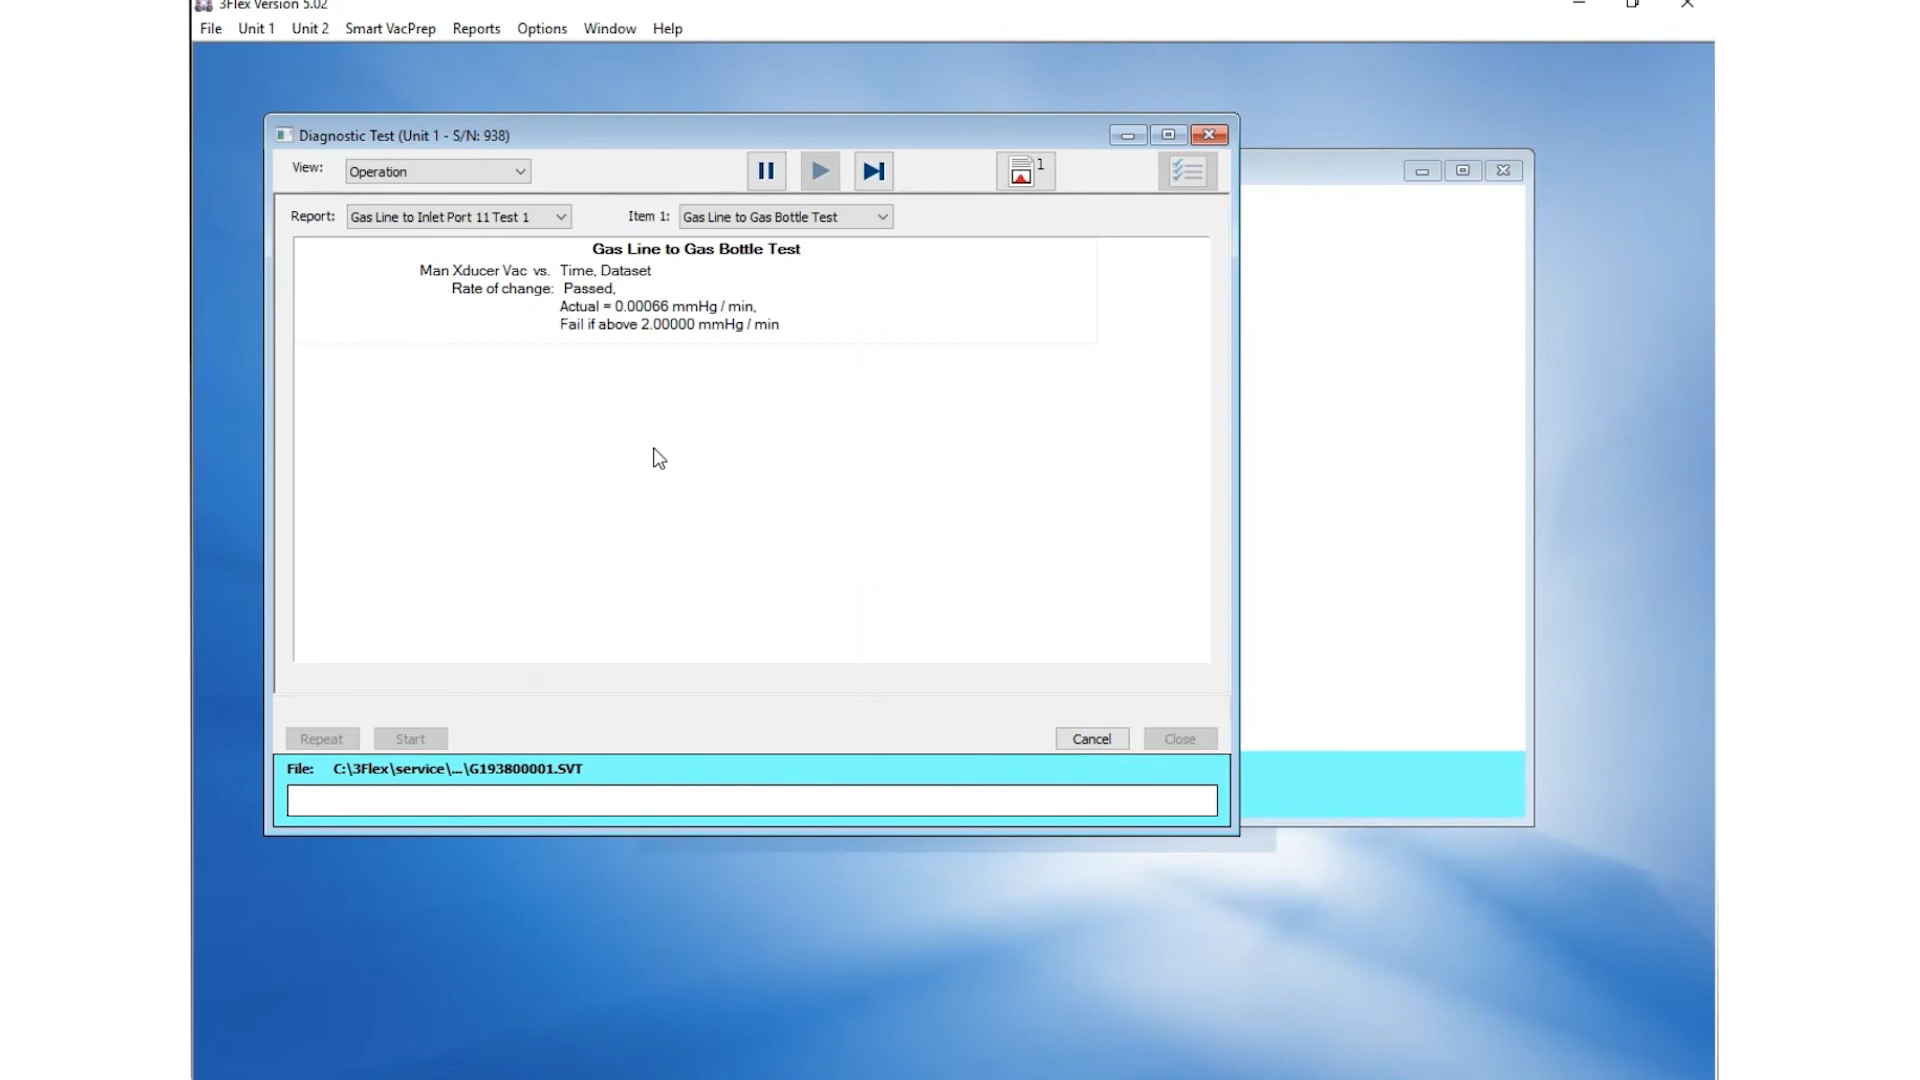 3Flex Version 5.02
File Unit 1 Unit 2 Smart VacPrep Reports Options Window Help
Diagnostic Test (Unit 1 - S/N: 938)
View: Operation
1
Report: Gas Line to Inlet Port 11 Test 1 Item 1: Gas Line to Gas Bottle Test
Gas Line to Gas Bottle Test
Man Xducer Vac vs. Time, Dataset
Rate of change: Passed,
Actual = 0.00066 mmHg / min,
Fail if above 2.00000 mmHg / min
Repeat Start Cancel Close
File: C:\3Flex\service\...\G193800001.SVT